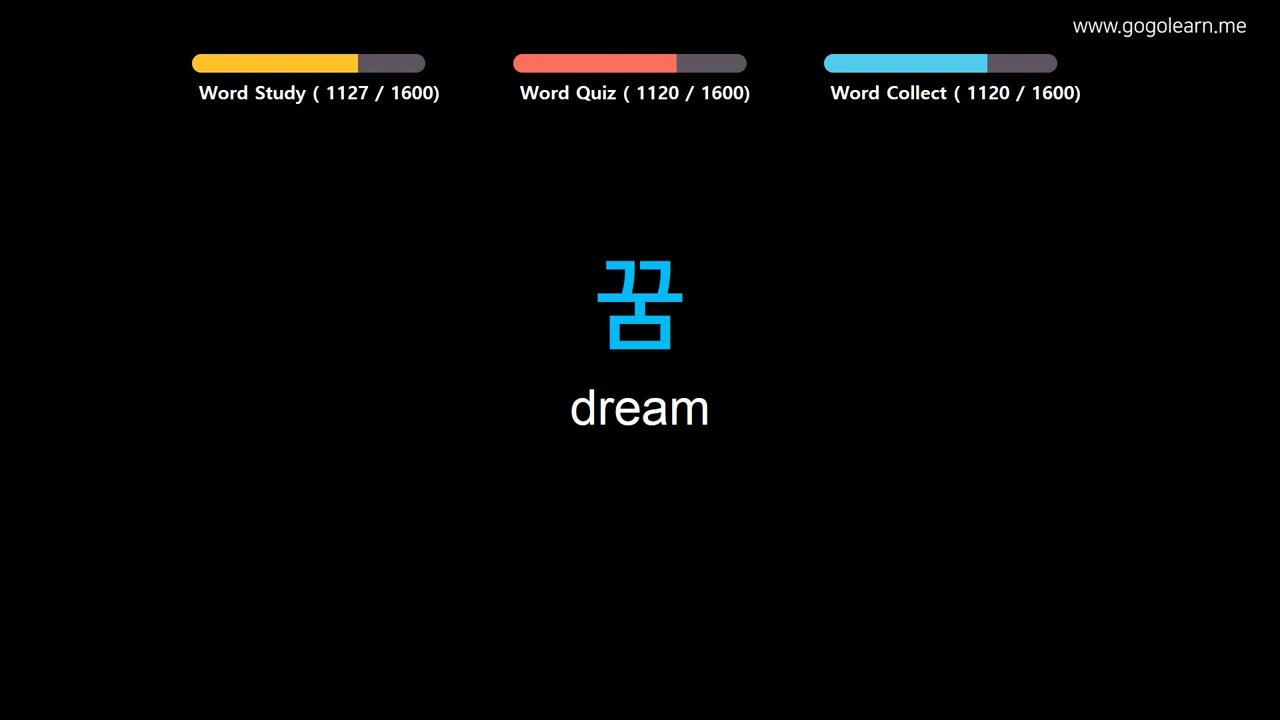 www.gogolearn.me
Word Study ( 1127 / 1600)
Word Quiz ( 1120 / 1600)
Word Collect ( 1120 / 1600)
꿈
dream